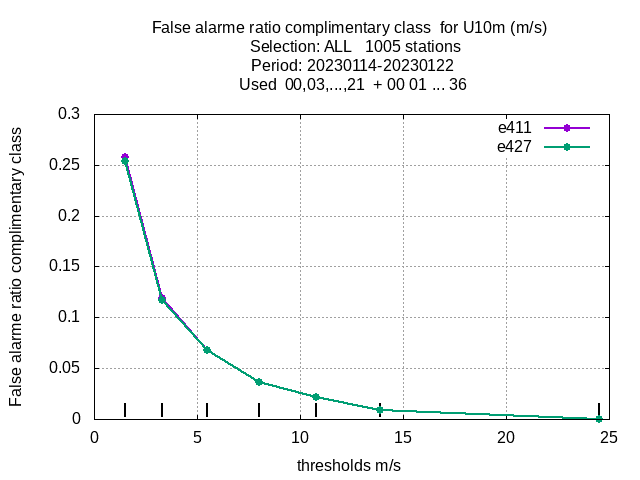 False alarme ratio complimentary class  for U10m (m/s)
Selection: ALL   1005 stations
Period: 20230114-20230122
Used  00,03,...,21  + 00 01 ... 36
e411
e427
False alarme ratio complimentary class
0.3
0.25
0.2
0.15
0.1
0.05
0
0 5 10 15 20 25
thresholds m/s